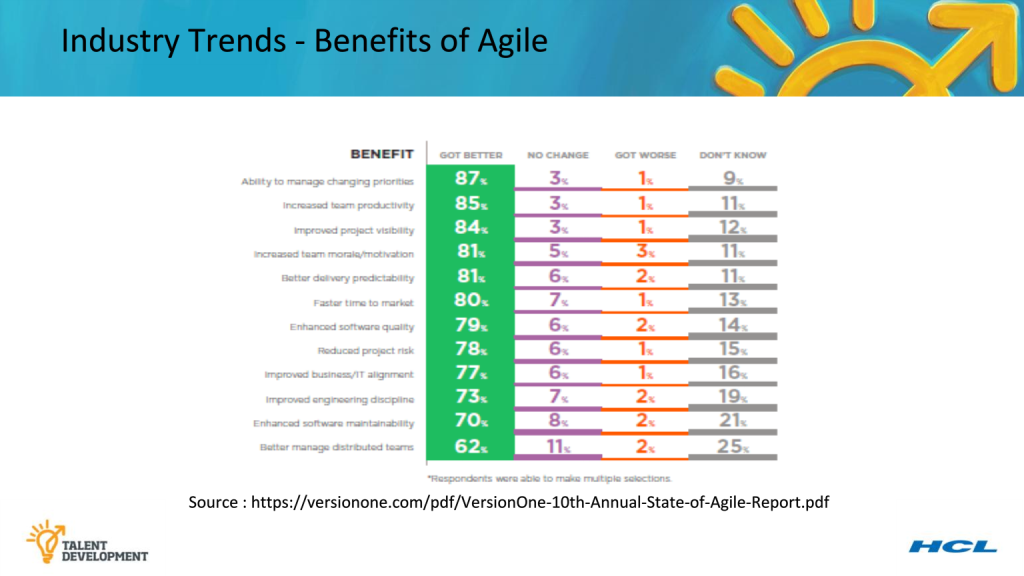 Industry Trends - Benefits of Agile
BENEFIT GOT BETTER NO CHANGE GOT WORSE DON'T KNOW
Ability to manage changing priorities 87% 3% 1% 9%
Increased team productivity 85% 3% 1% 11%
Improved project visibility 84% 3% 1% 12%
Increased team morale/motivation 81% 5% 3% 11%
Better delivery predictability 81% 6% 2% 11%
Faster time to market 80% 7% 1% 13%
Enhanced software quality 79% 6% 2% 14%
Reduced project risk 78% 6% 1% 15%
Improved business/IT alignment 77% 6% 1% 16%
Improved engineering discipline 73% 7% 2% 19%
Enhanced software maintainability 70% 8% 2% 21%
Better manage distributed teams 62% 11% 2% 25%
*Respondents were able to make multiple selections.
Source : https://versionone.com/pdf/VersionOne-10th-Annual-State-of-Agile-Report.pdf
TALENT
DEVELOPMENT
HCL